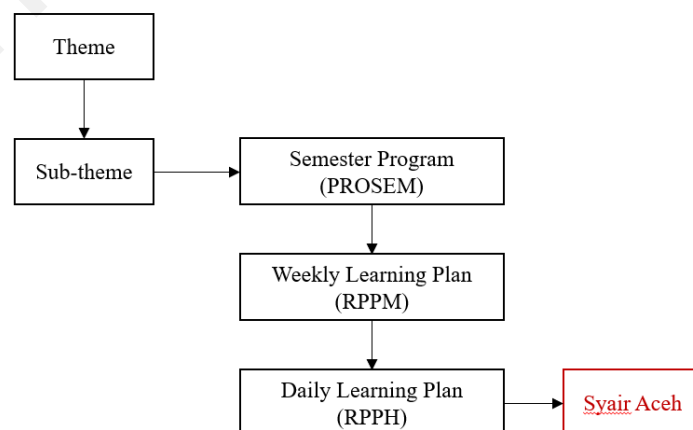 Theme
Sub-theme
Semester Program
(PROSEM)
Weekly Learning Plan
(RPPM)
Daily Learning Plan
(RPPH)
Syair Aceh